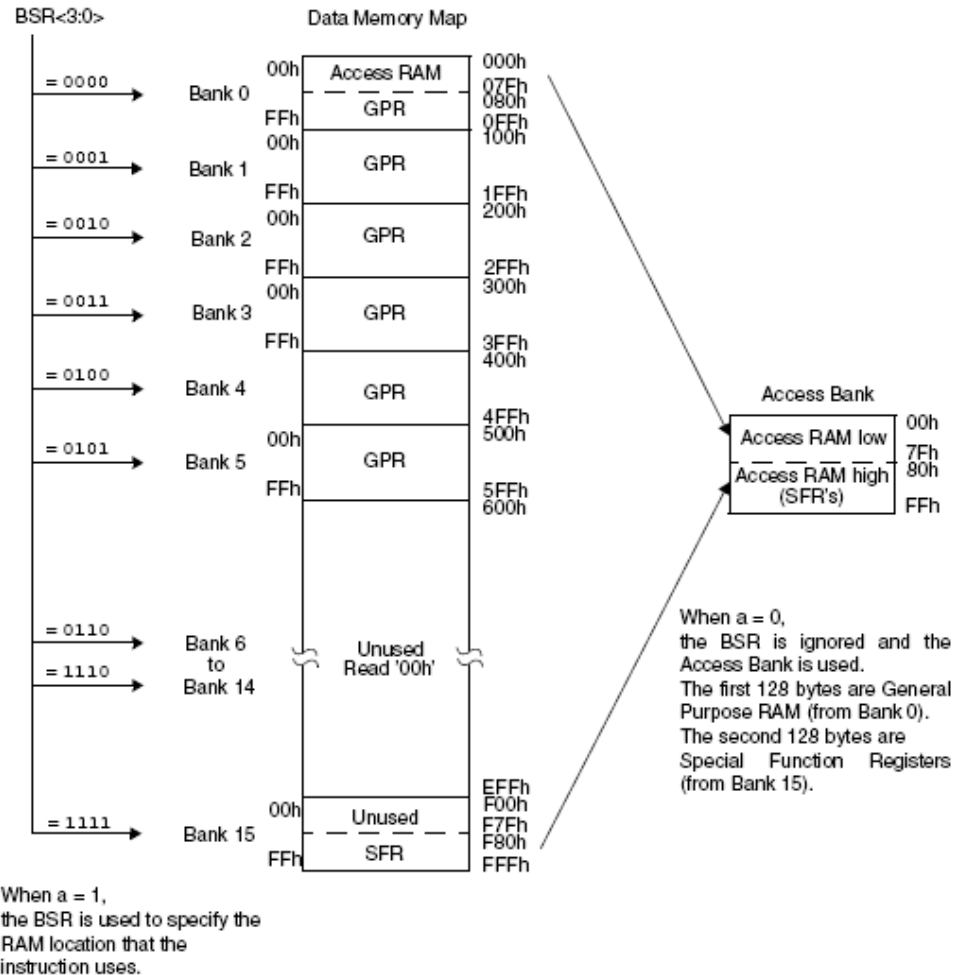 BSR<3:0>
Data Memory Map
= 0000
Bank 0
00h
Access RAM
000h
07Fh
080h
GPR
FFh
0FFh
= 0001
Bank 1
00h
GPR
100h
FFh
1FFh
= 0010
Bank 2
00h
GPR
200h
FFh
2FFh
= 0011
Bank 3
00h
GPR
300h
FFh
3FFh
= 0100
Bank 4
GPR
400h
4FFh
= 0101
Bank 5
00h
GPR
500h
FFh
5FFh
600h
= 0110
Bank 6
to
= 1110
Bank 14
Unused
Read '00h'
EFFh
= 1111
Bank 15
00h
Unused
F00h
F7Fh
F80h
SFR
FFh
FFFh
Access Bank
Access RAM low
00h
7Fh
80h
Access RAM high
(SFR's)
FFh
When a = 0,
the BSR is ignored and the
Access Bank is used.
The first 128 bytes are General
Purpose RAM (from Bank 0).
The second 128 bytes are
Special Function Registers
(from Bank 15).
When a = 1,
the BSR is used to specify the
RAM location that the
instruction uses.